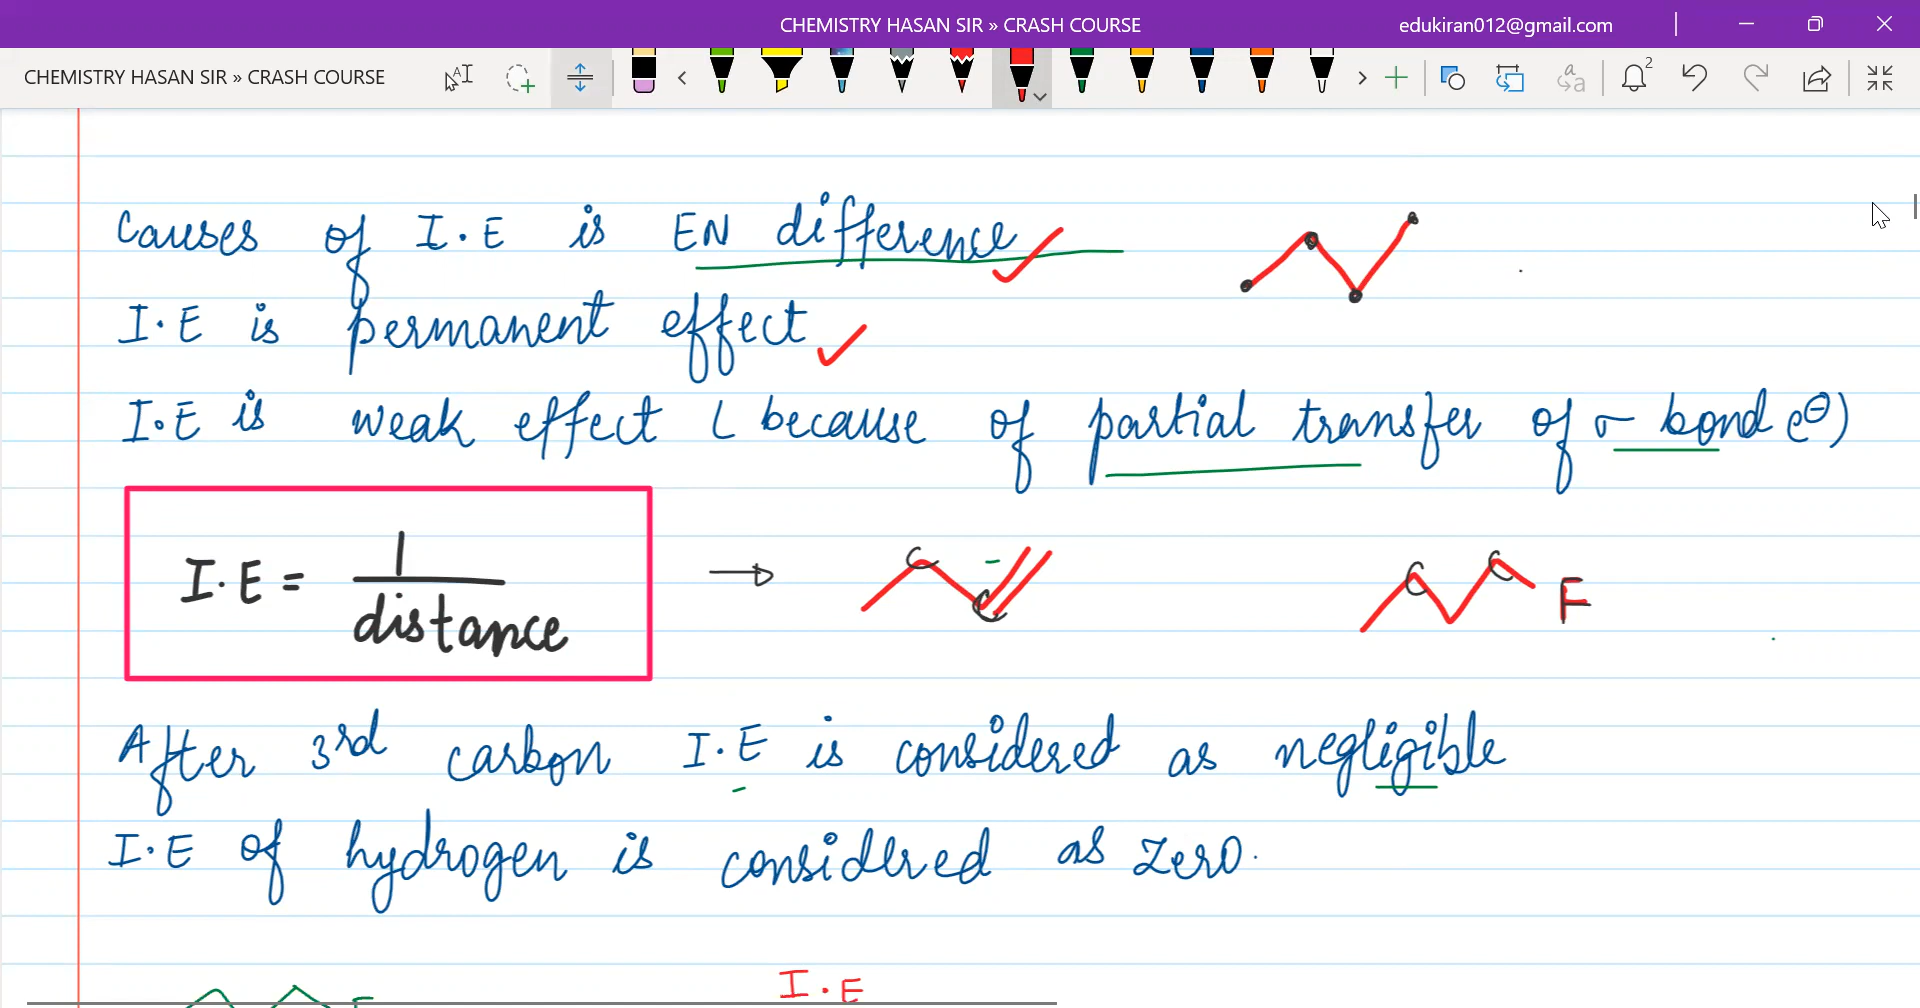 CHEMISTRY HASAN SIR » CRASH COURSE
edukiran012@gmail.com
CHEMISTRY HASAN SIR » CRASH COURSE
2
Causes of I.E is EN difference
I.E is permanent effect
I.E is weak effect ( because of partial transfer of σ bond e⊖)
I.E = 1/distance
C C C C F
After 3rd carbon I.E is considered as negligible
I.E of hydrogen is considered as zero.
I.E